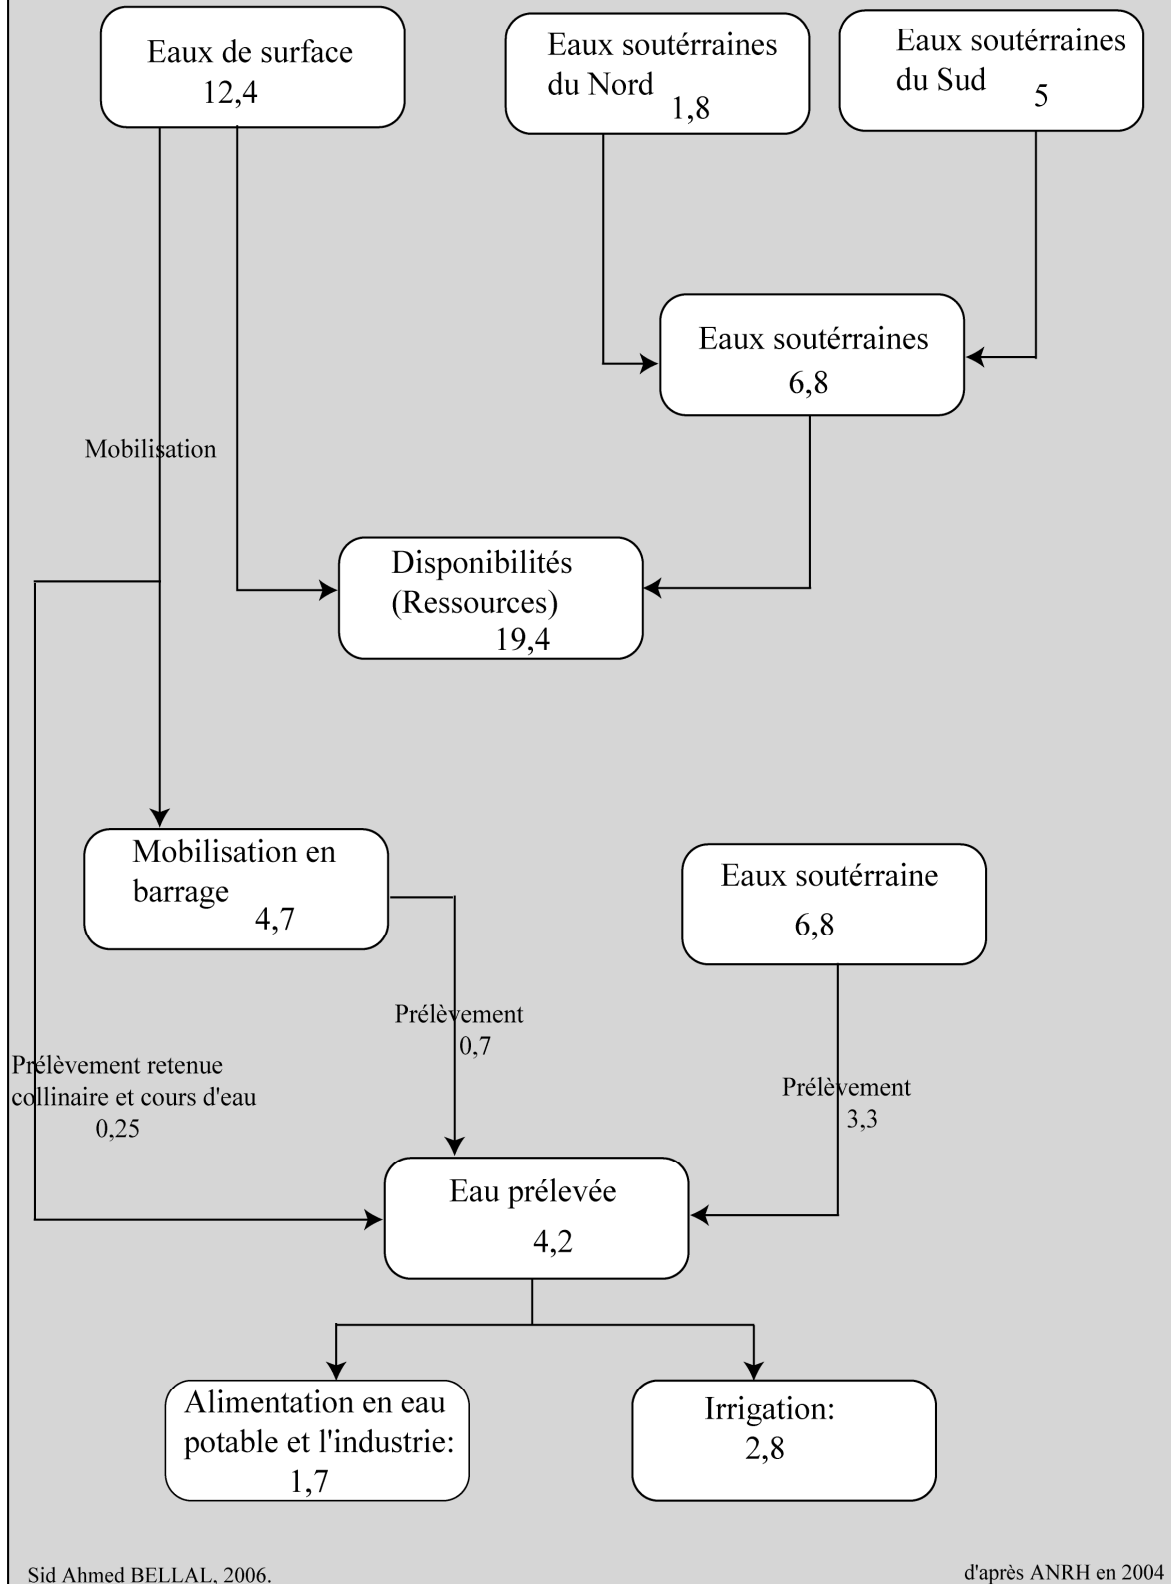 Eaux de surface
12,4
Eaux soutérraines
du Nord
1,8
Eaux soutérraines
du Sud
5
Eaux soutérraines
6,8
Mobilisation
Disponibilités
(Ressources)
19,4
Mobilisation en
barrage
4,7
Eaux soutérraine
6,8
Prélèvement
0,7
Prélèvement retenue
collinaire et cours d'eau
0,25
Prélèvement
3,3
Eau prélevée
4,2
Alimentation en eau
potable et l'industrie:
1,7
Irrigation:
2,8
Sid Ahmed BELLAL, 2006.
d'après ANRH en 2004